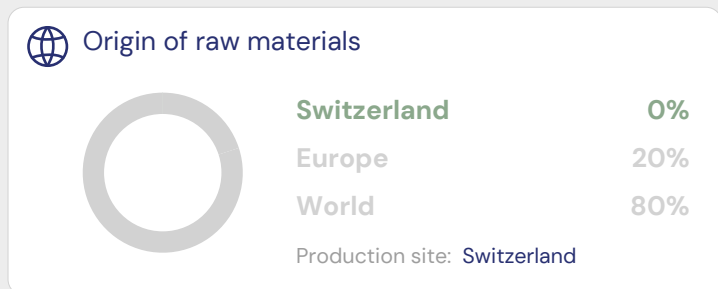 Origin of raw materials
Switzerland 0%
Europe 20%
World 80%
Production site: Switzerland